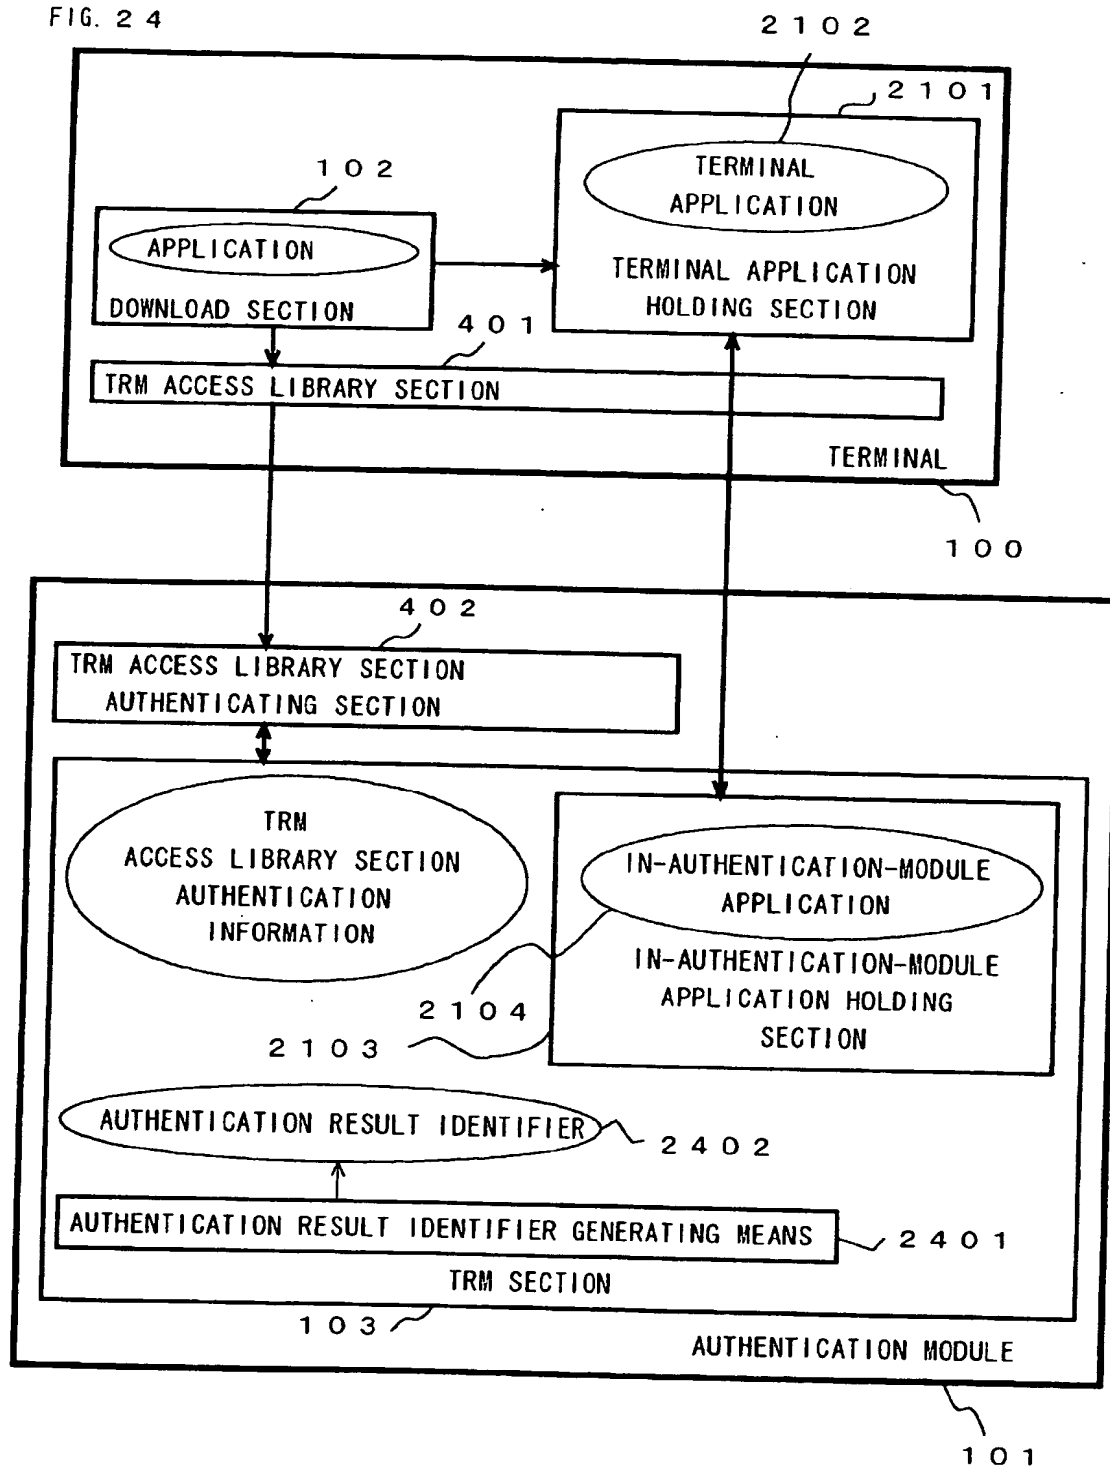 FIG. 24
2102
2101
102
TERMINAL
APPLICATION
APPLICATION
TERMINAL APPLICATION
HOLDING SECTION
DOWNLOAD SECTION
401
TRM ACCESS LIBRARY SECTION
TERMINAL
100
402
TRM ACCESS LIBRARY SECTION
AUTHENTICATING SECTION
TRM
ACCESS LIBRARY SECTION
AUTHENTICATION
INFORMATION
IN-AUTHENTICATION-MODULE
APPLICATION
IN-AUTHENTICATION-MODULE
APPLICATION HOLDING
SECTION
2104
2103
AUTHENTICATION RESULT IDENTIFIER
2402
AUTHENTICATION RESULT IDENTIFIER GENERATING MEANS
2401
TRM SECTION
103
AUTHENTICATION MODULE
101